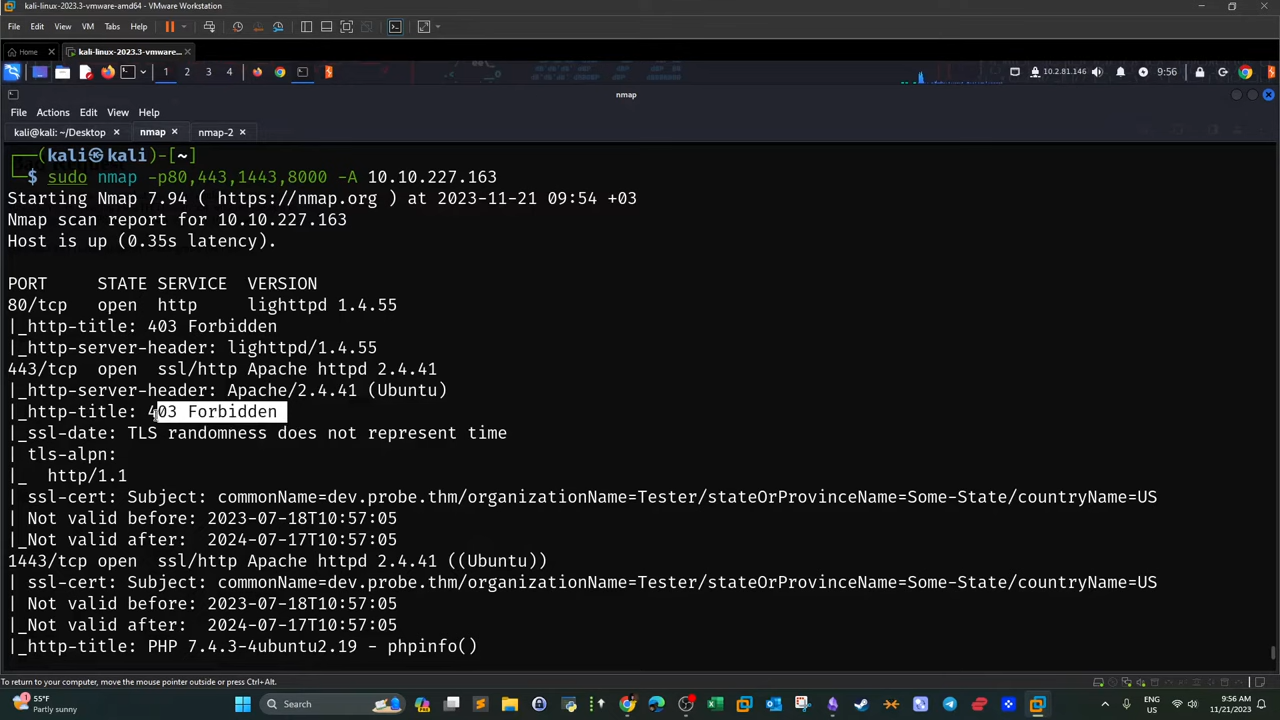 kali-linux-2023.3-vmware-amd64 - VMware Workstation
File Edit View VM Tabs Help
Home kali-linux-2023.3-vmware...
1 2 3 4 10.2.81.146 9:56
nmap
File Actions Edit View Help
kali@kali: ~/Desktop nmap nmap-2
┌──(kali㉿kali)-[~]
└─$ sudo nmap -p80,443,1443,8000 -A 10.10.227.163
Starting Nmap 7.94 ( https://nmap.org ) at 2023-11-21 09:54 +03
Nmap scan report for 10.10.227.163
Host is up (0.35s latency).
PORT STATE SERVICE VERSION
80/tcp open http lighttpd 1.4.55
|_http-title: 403 Forbidden
|_http-server-header: lighttpd/1.4.55
443/tcp open ssl/http Apache httpd 2.4.41
|_http-server-header: Apache/2.4.41 (Ubuntu)
|_http-title: 403 Forbidden
|_ssl-date: TLS randomness does not represent time
| tls-alpn:
|_ http/1.1
| ssl-cert: Subject: commonName=dev.probe.thm/organizationName=Tester/stateOrProvinceName=Some-State/countryName=US
| Not valid before: 2023-07-18T10:57:05
|_Not valid after: 2024-07-17T10:57:05
1443/tcp open ssl/http Apache httpd 2.4.41 ((Ubuntu))
| ssl-cert: Subject: commonName=dev.probe.thm/organizationName=Tester/stateOrProvinceName=Some-State/countryName=US
| Not valid before: 2023-07-18T10:57:05
|_Not valid after: 2024-07-17T10:57:05
|_http-title: PHP 7.4.3-4ubuntu2.19 - phpinfo()
To return to your computer, move the mouse pointer outside or press Ctrl+Alt.
55°F
Partly sunny
Search
ENG
US
9:56 AM
11/21/2023